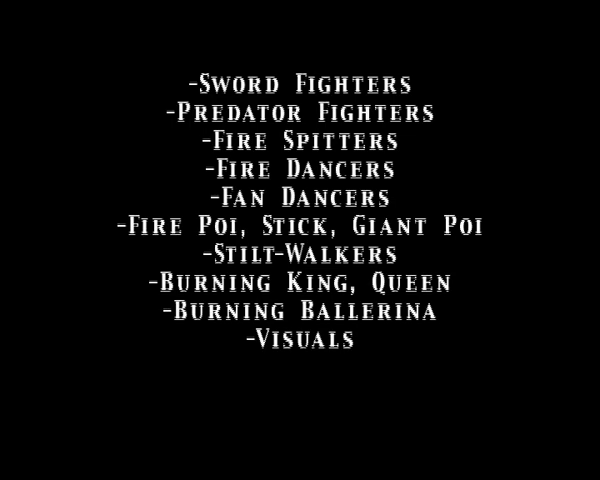 -Sword Fighters
-Predator Fighters
-Fire Spitters
-Fire Dancers
-Fan Dancers
-Fire Poi, Stick, Giant Poi
-Stilt-Walkers
-Burning King, Queen
-Burning Ballerina
-Visuals